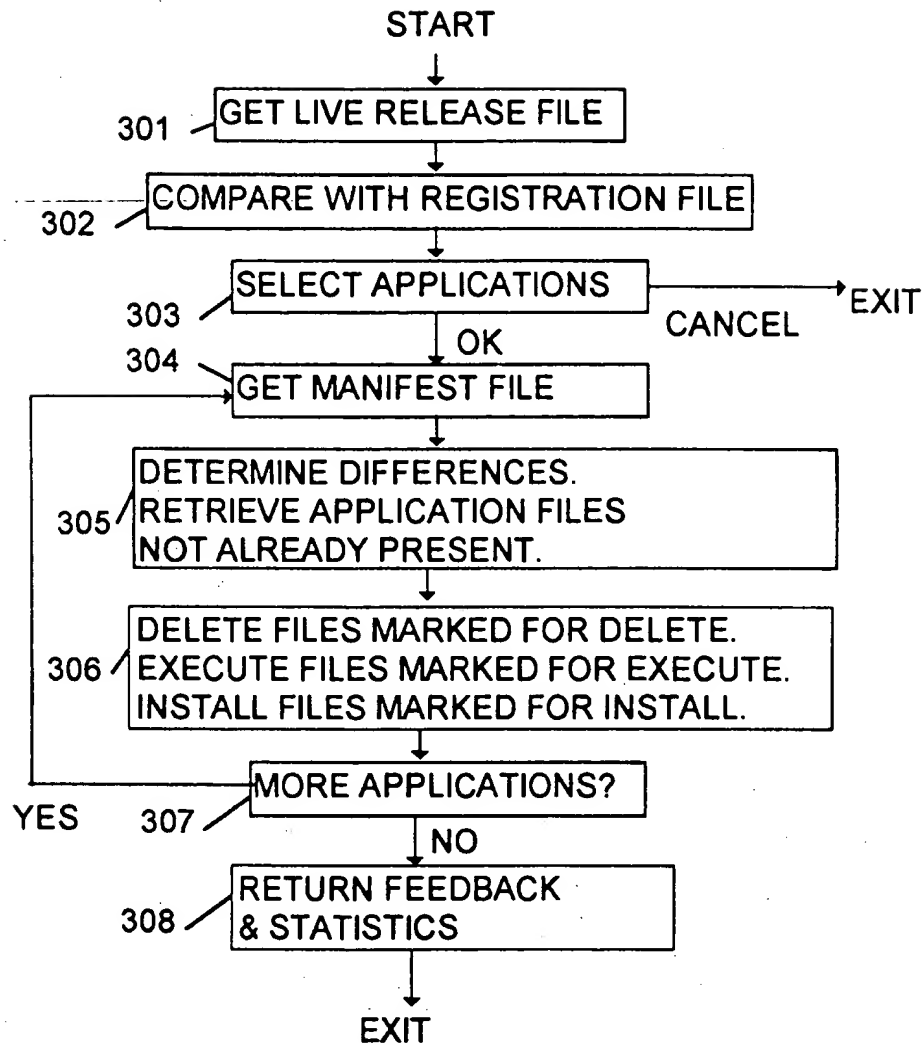 START
301 GET LIVE RELEASE FILE
302 COMPARE WITH REGISTRATION FILE
303 SELECT APPLICATIONS
CANCEL
EXIT
OK
304 GET MANIFEST FILE
305 DETERMINE DIFFERENCES.
RETRIEVE APPLICATION FILES
NOT ALREADY PRESENT.
306 DELETE FILES MARKED FOR DELETE.
EXECUTE FILES MARKED FOR EXECUTE.
INSTALL FILES MARKED FOR INSTALL.
307 MORE APPLICATIONS?
YES
NO
308 RETURN FEEDBACK
& STATISTICS
EXIT